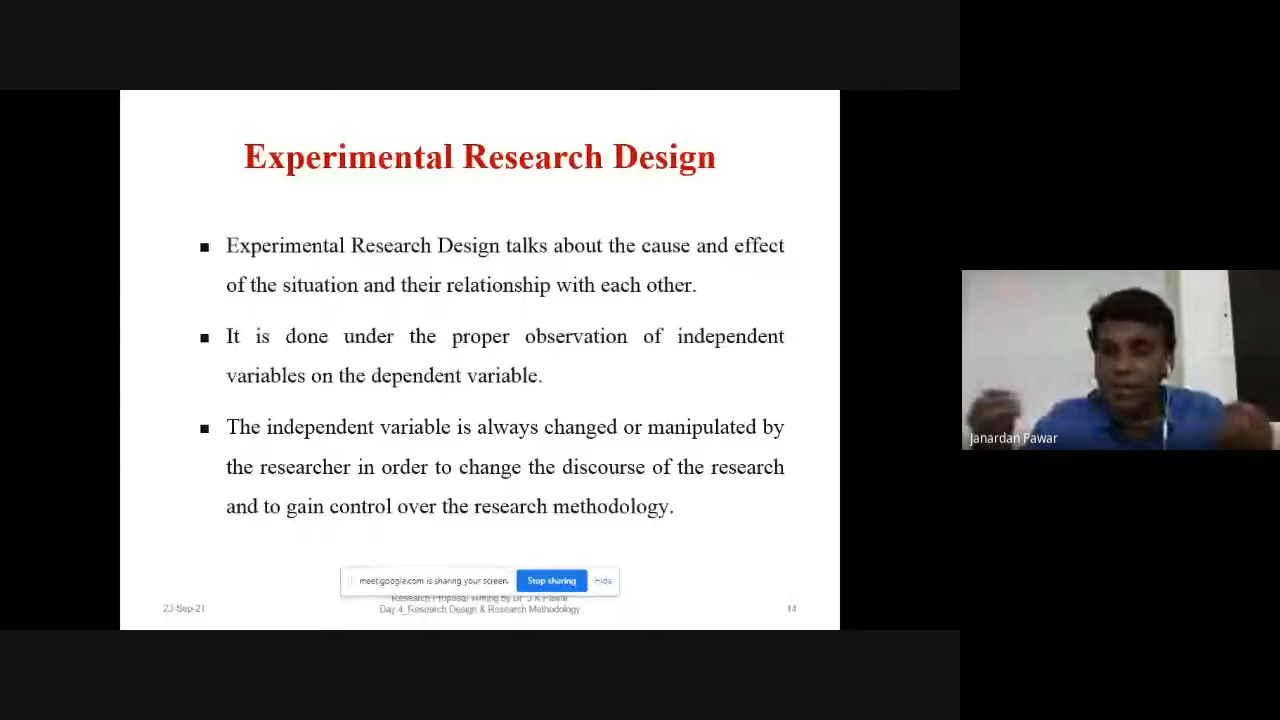 Experimental Research Design
▪ Experimental Research Design talks about the cause and effect
of the situation and their relationship with each other.
▪ It is done under the proper observation of independent
variables on the dependent variable.
▪ The independent variable is always changed or manipulated by
the researcher in order to change the discourse of the research
and to gain control over the research methodology.
Janardan Pawar
meet.google.com is sharing your screen. Stop sharing Hide
Research Proposal Writing by Dr. J.K.Pawar
23-Sep-21 Day-4_Research Design & Research Methodology 14